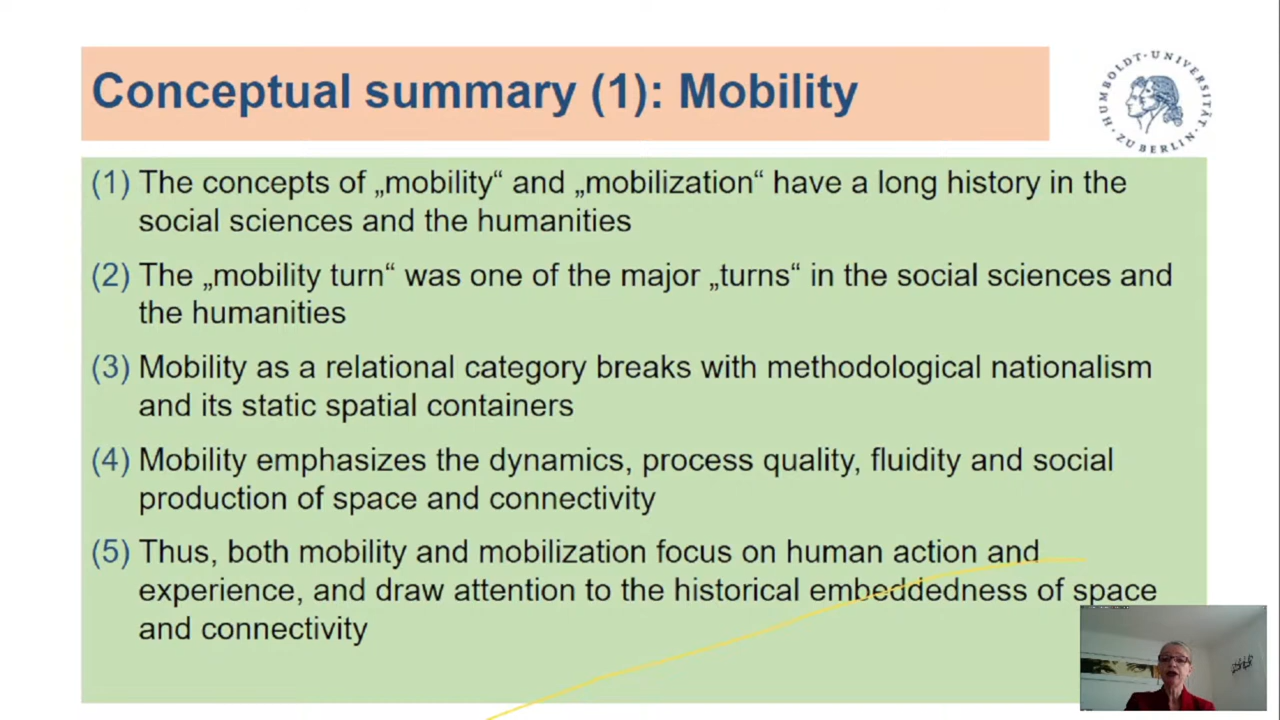 Conceptual summary (1): Mobility
HUMBOLDT-UNIVERSITÄT
ZU BERLIN
(1) The concepts of „mobility“ and „mobilization“ have a long history in the
social sciences and the humanities
(2) The „mobility turn“ was one of the major „turns“ in the social sciences and
the humanities
(3) Mobility as a relational category breaks with methodological nationalism
and its static spatial containers
(4) Mobility emphasizes the dynamics, process quality, fluidity and social
production of space and connectivity
(5) Thus, both mobility and mobilization focus on human action and
experience, and draw attention to the historical embeddedness of space
and connectivity